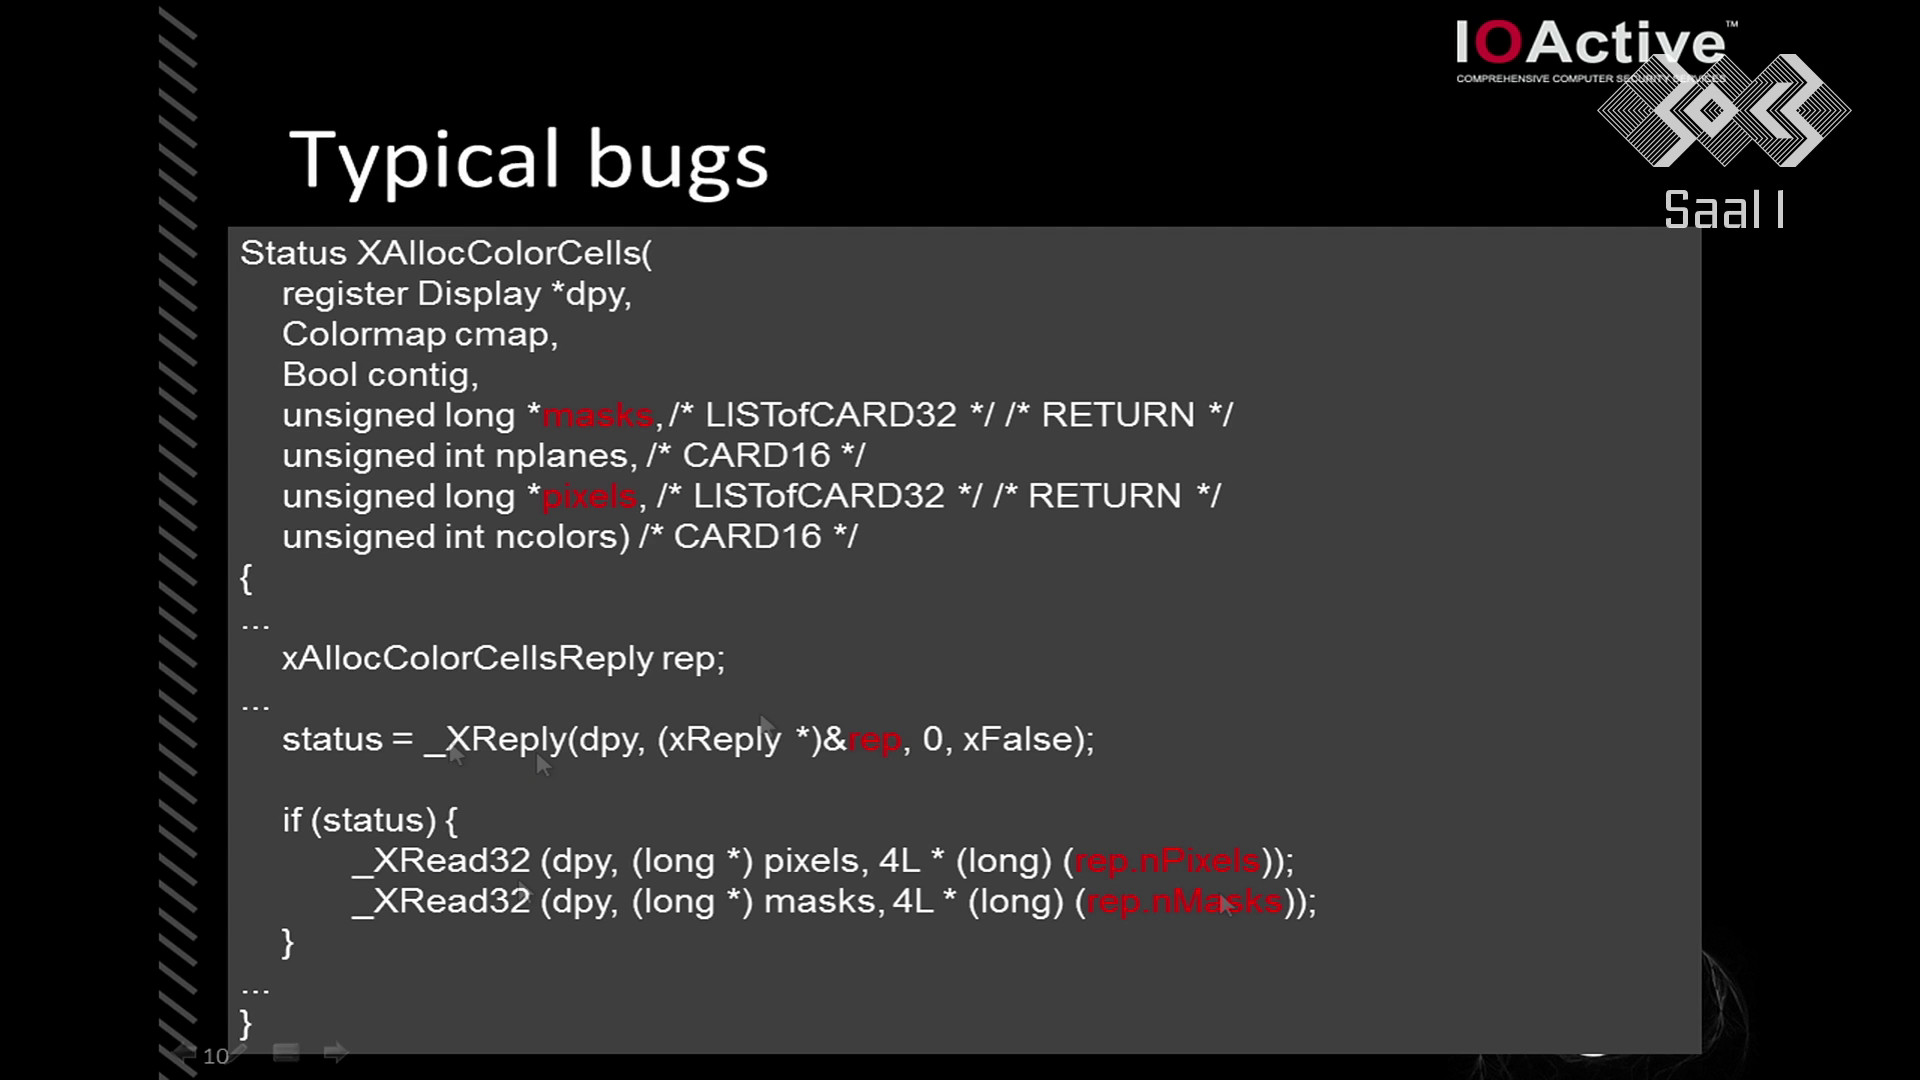 IOActive™
COMPREHENSIVE COMPUTER SECURITY SERVICES
Saal 1
Typical bugs
Status XAllocColorCells(
register Display *dpy,
Colormap cmap,
Bool contig,
unsigned long *masks, /* LISTofCARD32 */ /* RETURN */
unsigned int nplanes, /* CARD16 */
unsigned long *pixels, /* LISTofCARD32 */ /* RETURN */
unsigned int ncolors) /* CARD16 */
{
...
xAllocColorCellsReply rep;
...
status = _XReply(dpy, (xReply *)&rep, 0, xFalse);
if (status) {
_XRead32 (dpy, (long *) pixels, 4L * (long) (rep.nPixels));
_XRead32 (dpy, (long *) masks, 4L * (long) (rep.nMasks));
}
...
}
10